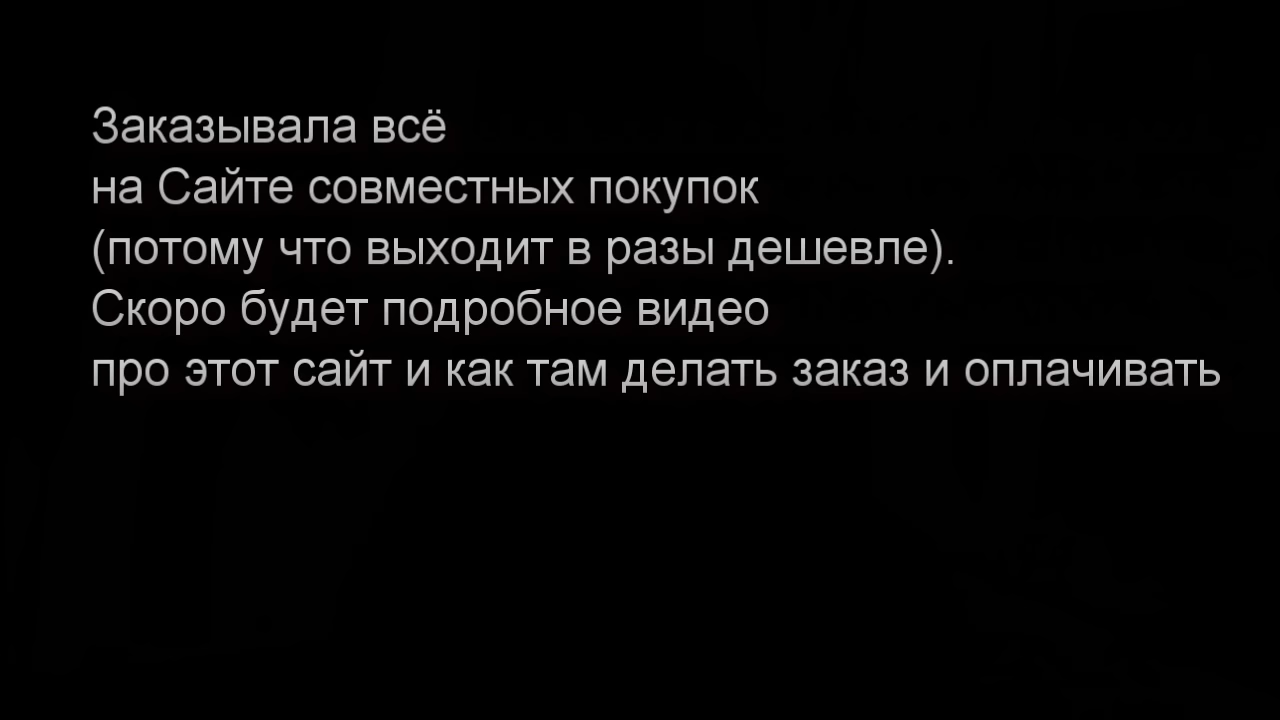 Заказывала всё
на Сайте совместных покупок
(потому что выходит в разы дешевле).
Скоро будет подробное видео
про этот сайт и как там делать заказ и оплачивать